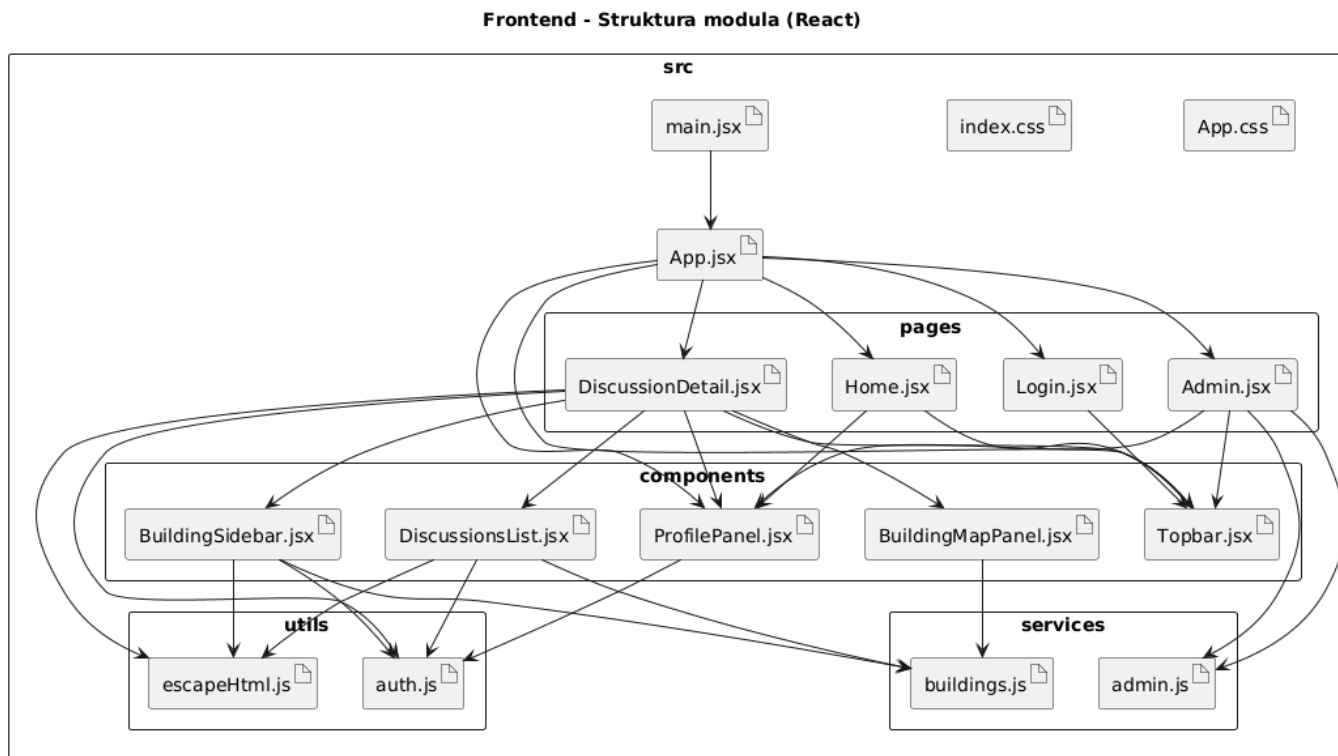 Frontend - Struktura modula (React)
src
main.jsx
index.css
App.css
App.jsx
pages
DiscussionDetail.jsx
Home.jsx
Login.jsx
Admin.jsx
components
BuildingSidebar.jsx
DiscussionsList.jsx
ProfilePanel.jsx
BuildingMapPanel.jsx
Topbar.jsx
utils
services
escapeHtml.js
auth.js
buildings.js
admin.js